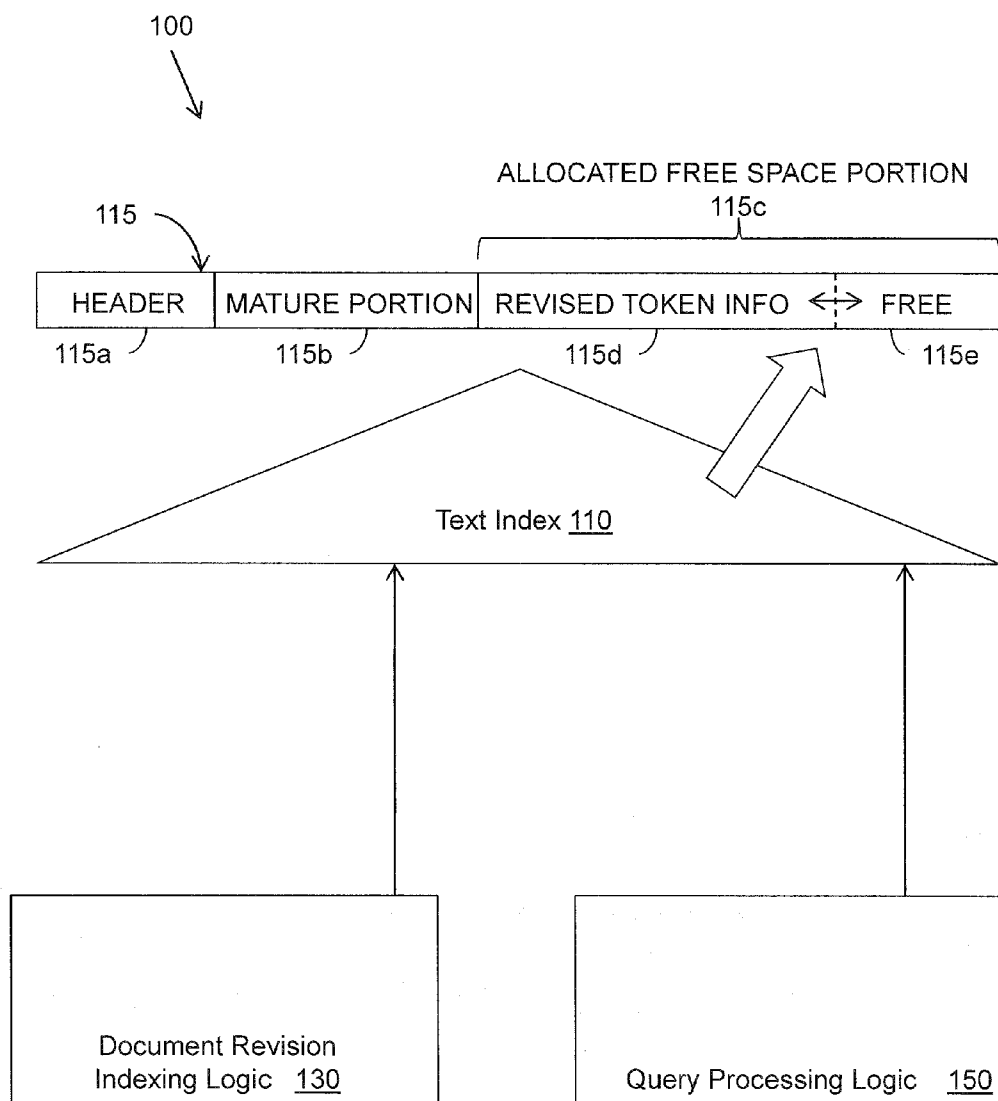 100
ALLOCATED FREE SPACE PORTION
115c
115
HEADER MATURE PORTION REVISED TOKEN INFO FREE
115a 115b 115d 115e
Text Index 110
Document Revision
Indexing Logic 130
Query Processing Logic 150